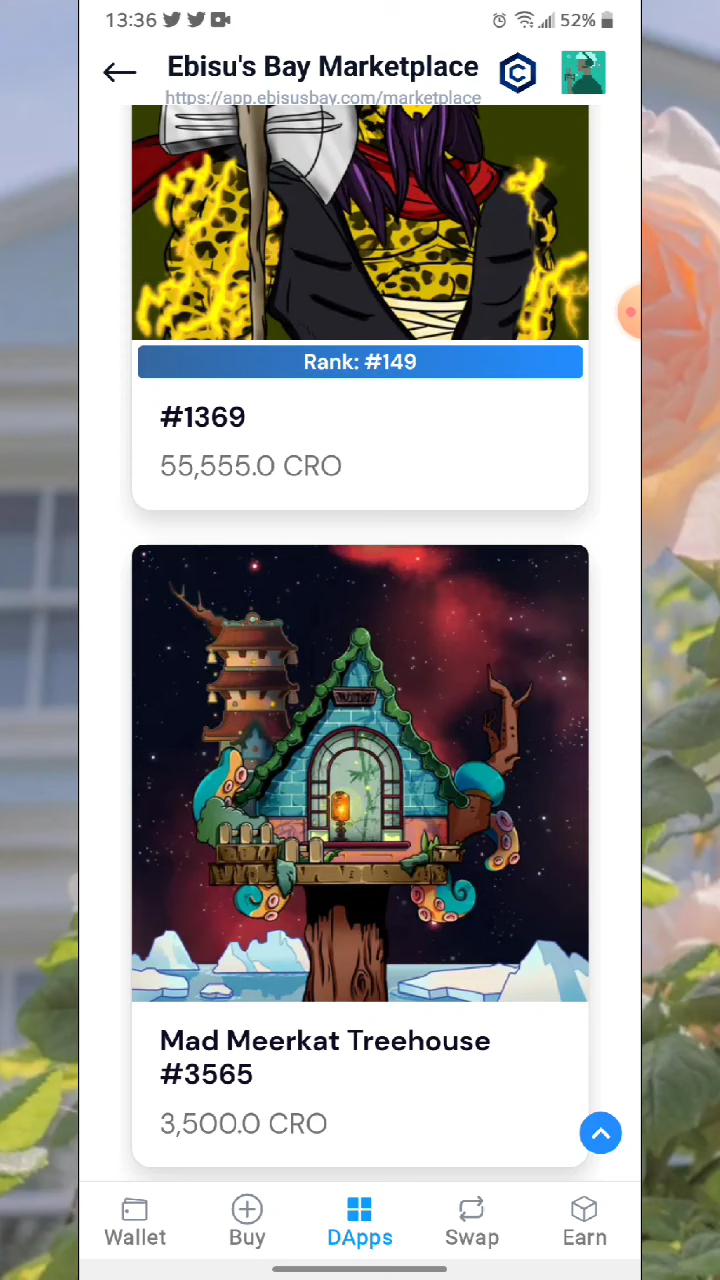 13:36
52%
Ebisu's Bay Marketplace
https://app.ebisusbay.com/marketplace
Rank: #149
#1369
55,555.0 CRO
Mad Meerkat Treehouse
#3565
3,500.0 CRO
Wallet
Buy
DApps
Swap
Earn